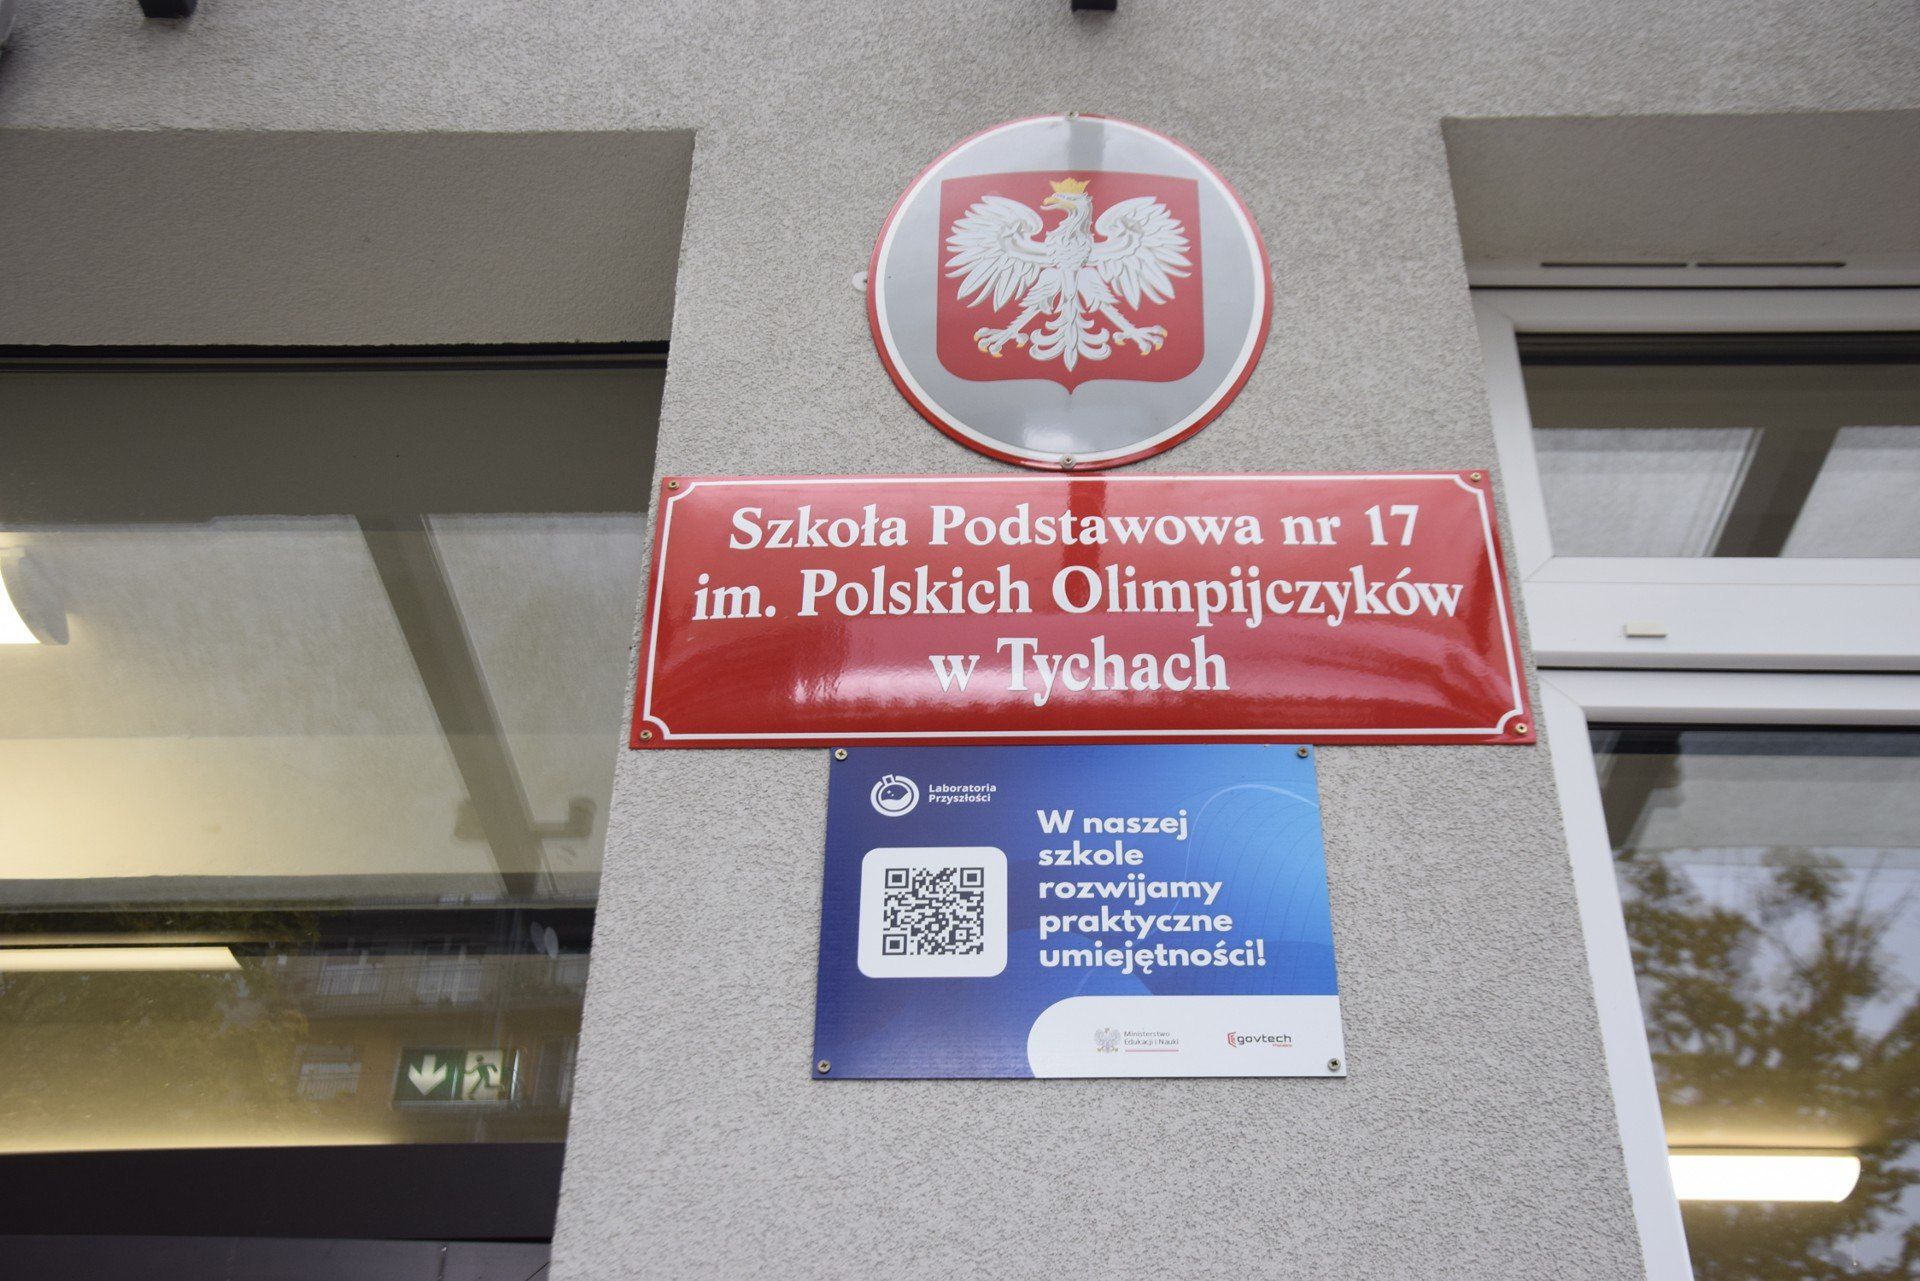 Szkoła Podstawowa nr 17
im. Polskich Olimpijczyków
w Tychach
Laboratoria
Przyszłości
W naszej
szkole
rozwijamy
praktyczne
umiejętności!
Ministerstwo
Edukacji i Nauki
govtech